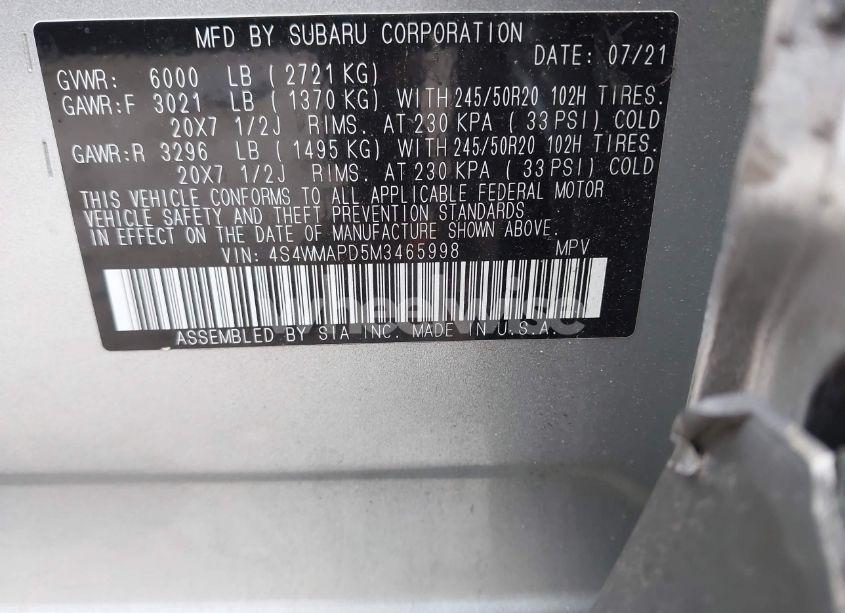 MFD BY SUBARU CORPORATION
DATE: 07/21
GVWR: 6000 LB ( 2721 KG)
GAWR:F 3021 LB ( 1370 KG) WITH 245/50R20 102H TIRES.
20X7 1/2J RIMS. AT 230 KPA ( 33 PSI) COLD
GAWR:R 3296 LB ( 1495 KG) WITH 245/50R20 102H TIRES.
20X7 1/2J RIMS. AT 230 KPA ( 33 PSI) COLD
THIS VEHICLE CONFORMS TO ALL APPLICABLE FEDERAL MOTOR
VEHICLE SAFETY AND THEFT PREVENTION STANDARDS
IN EFFECT ON THE DATE OF MANUFACTURE SHOWN ABOVE.
VIN: 4S4WMAPD5M3465998 MPV
wheelwise
ASSEMBLED BY SIA INC. MADE IN U.S.A.